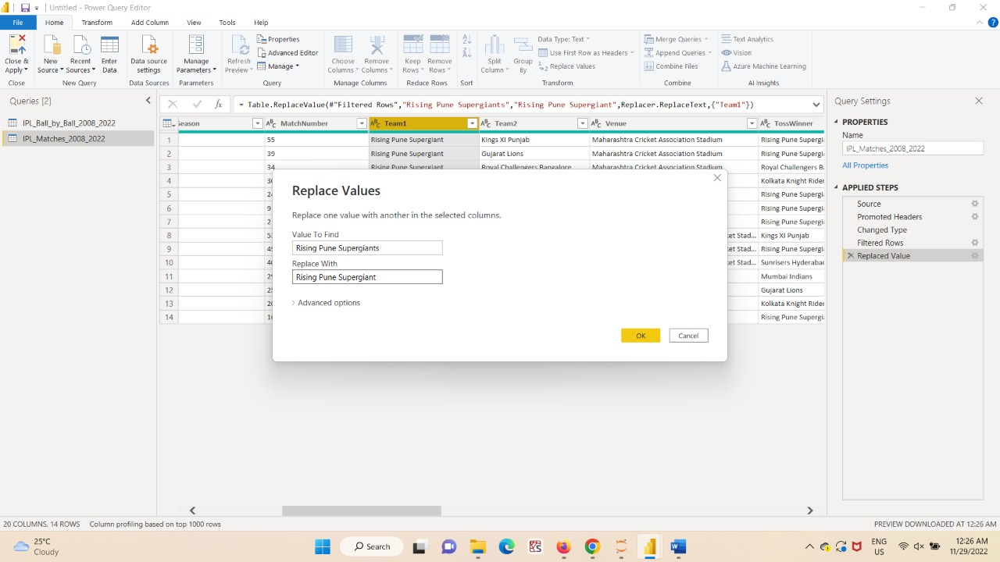 Untitled - Power Query Editor
File Home Transform Add Column View Tools Help
Close & Apply
New Source
Recent Sources
Enter Data
Data source settings
Manage Parameters
Refresh Preview
Properties
Advanced Editor
Manage
Choose Columns
Remove Columns
Keep Rows
Remove Rows
Split Column
Group By
Data Type: Text
Use First Row as Headers
Replace Values
Merge Queries
Append Queries
Combine Files
Text Analytics
Vision
Azure Machine Learning
Close New Query Data Sources Parameters Query Manage Columns Reduce Rows Sort Transform Combine AI Insights
Queries [2]
IPL_Ball_by_Ball_2008_2022
IPL_Matches_2008_2022
= Table.ReplaceValue(#"Filtered Rows","Rising Pune Supergiants","Rising Pune Supergiant",Replacer.ReplaceText,{"Team1"})
Season MatchNumber Team1 Team2 Venue TossWinner
1 55 Rising Pune Supergiant Kings XI Punjab Maharashtra Cricket Association Stadium Rising Pune Supergi
2 39 Rising Pune Supergiant Gujarat Lions Maharashtra Cricket Association Stadium Rising Pune Supergi
3 34 Rising Pune Supergiant Royal Challengers Bangalore Maharashtra Cricket Association Stadium Royal Challengers B
4 Kolkata Knight Rider
5 Rising Pune Supergi
6 9 Rising Pune Supergi
7 2 Rising Pune Supergi
8 ket Stad... Kings XI Punjab
9 ket Stad... Rising Pune Supergi
10 ket Stad... Sunrisers Hyderabad
11 Mumbai Indians
12 Gujarat Lions
13 Kolkata Knight Rider
14 Rising Pune Supergi
Replace Values
Replace one value with another in the selected columns.
Value To Find
Rising Pune Supergiants
Replace With
Rising Pune Supergiant
Advanced options
OK Cancel
Query Settings
PROPERTIES
Name
IPL_Matches_2008_2022
All Properties
APPLIED STEPS
Source
Promoted Headers
Changed Type
Filtered Rows
Replaced Value
20 COLUMNS, 14 ROWS Column profiling based on top 1000 rows PREVIEW DOWNLOADED AT 12:26 AM
25°C
Cloudy
Search
ENG
US
12:26 AM
11/29/2022